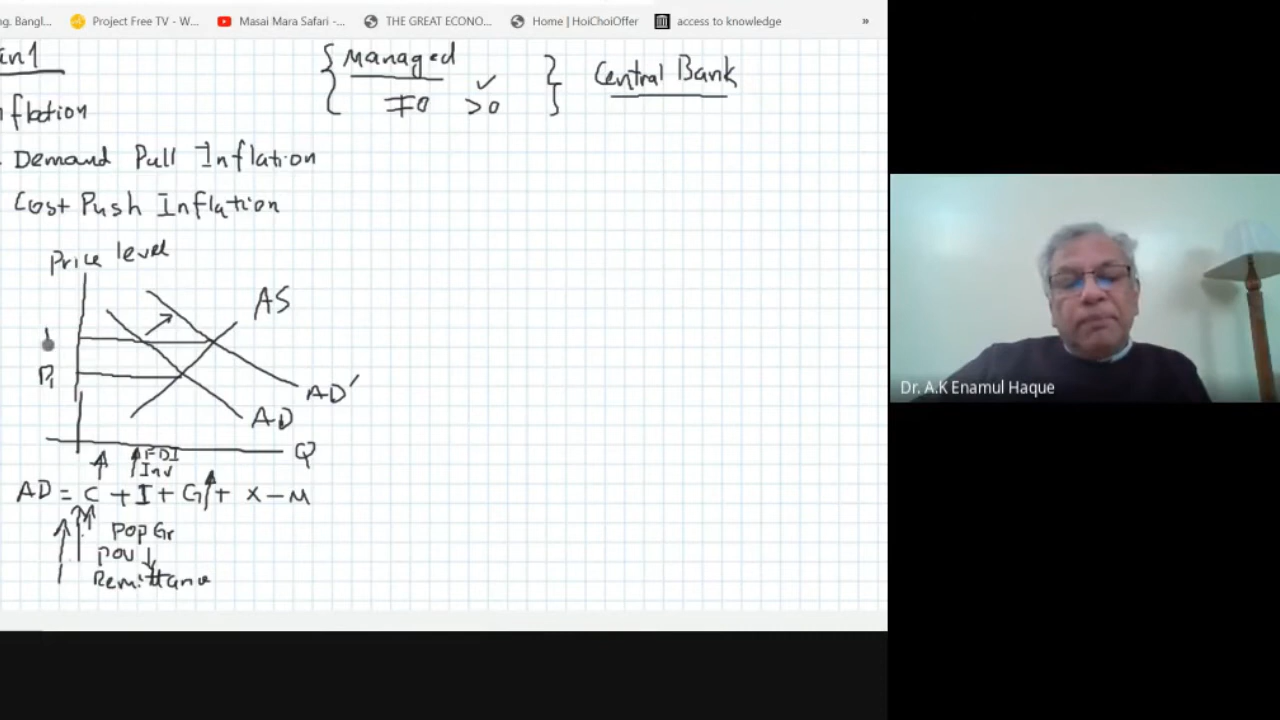 ng. Bangl... Project Free TV - W... Masai Mara Safari -... THE GREAT ECONO... Home | HoiChoiOffer access to knowledge »
in1
Managed
≠0 >0
Central Bank
nflation
Demand Pull Inflation
Cost Push Inflation
Price level
AS
P1
AD'
AD
Q
FDI
Inv
AD = C + I + G + X - M
Pop Gr
Pov ↓
Remittance
Dr. A.K Enamul Haque